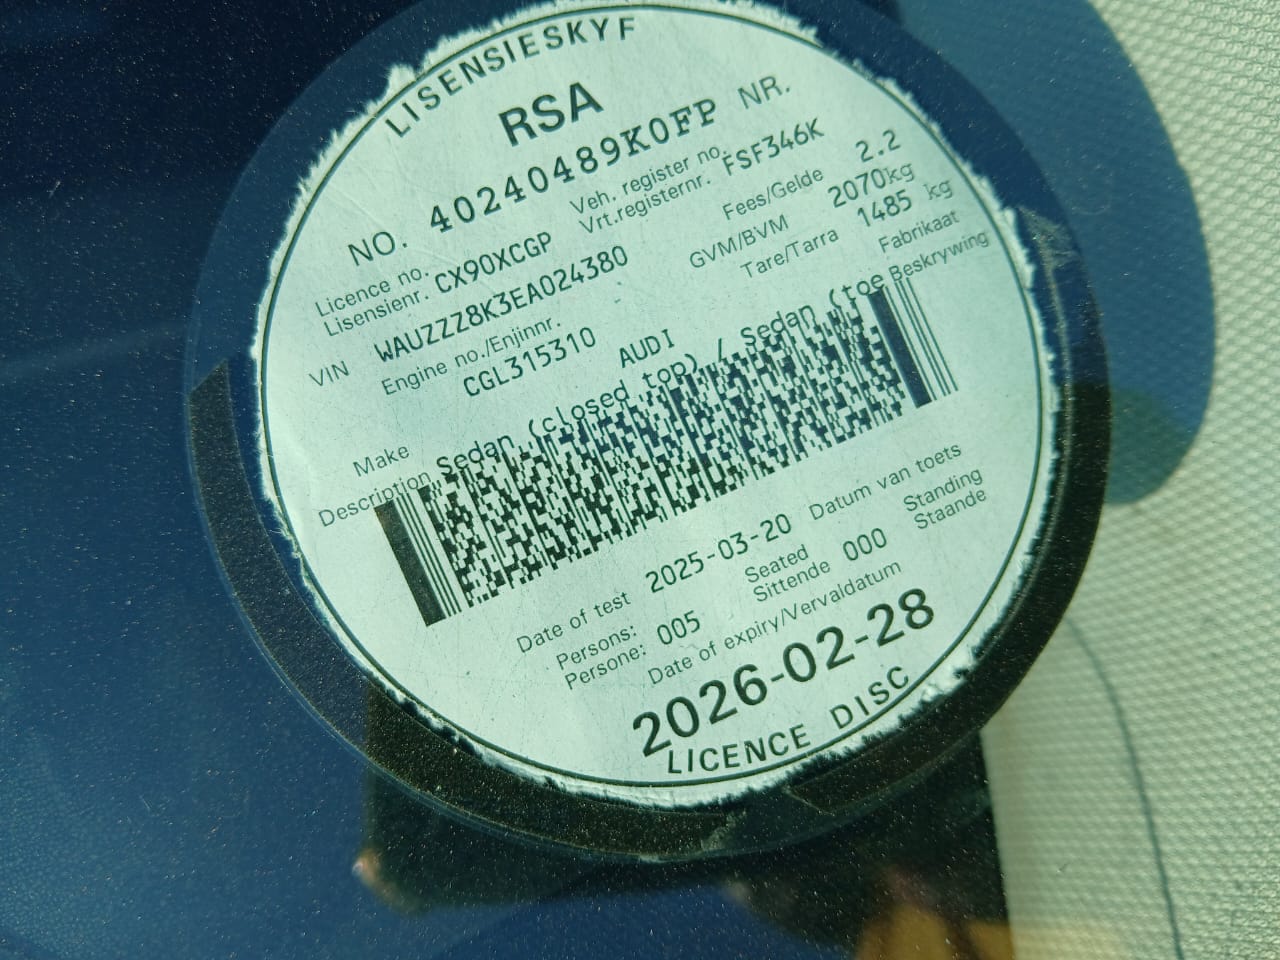 LISENSIESKYF
RSA
NO. 40240489K0FP NR.
Licence no. Lisensienr. CX90XCGP Veh. register no. Vrt.registernr. FSF346K
VIN WAUZZZ8K3EA024380 Fees/Gelde 2.2
Engine no./Enjinnr. CGL315310 GVM/BVM 2070kg
Tare/Tarra 1485 kg
Make AUDI Fabrikaat
Description Sedan (closed top) / Sedan (toe Beskrywing
Date of test 2025-03-20 Datum van toets
Persons: Persone: 005 Seated Sittende 000 Standing Staande
Date of expiry/Vervaldatum
2026-02-28
LICENCE DISC